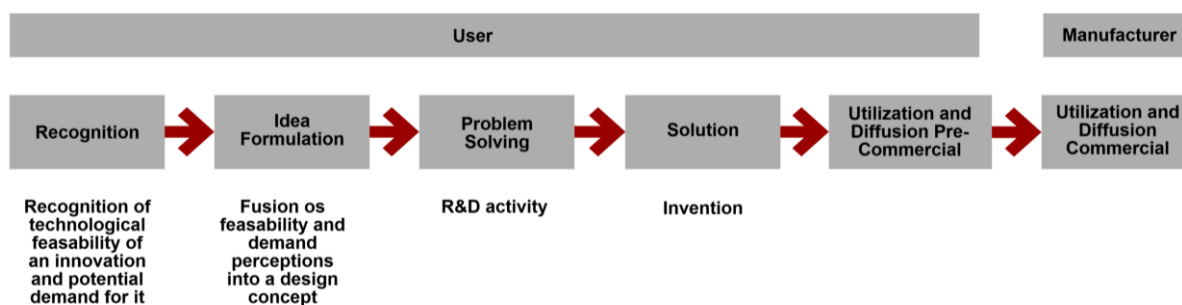 User
Manufacturer
Recognition
Idea
Formulation
Problem
Solving
Solution
Utilization and
Diffusion Pre-
Commercial
Utilization and
Diffusion
Commercial
Recognition of
technological
feasability of
an innovation
and potential
demand for it
Fusion os
feasability and
demand
perceptions
into a design
concept
R&D activity
Invention